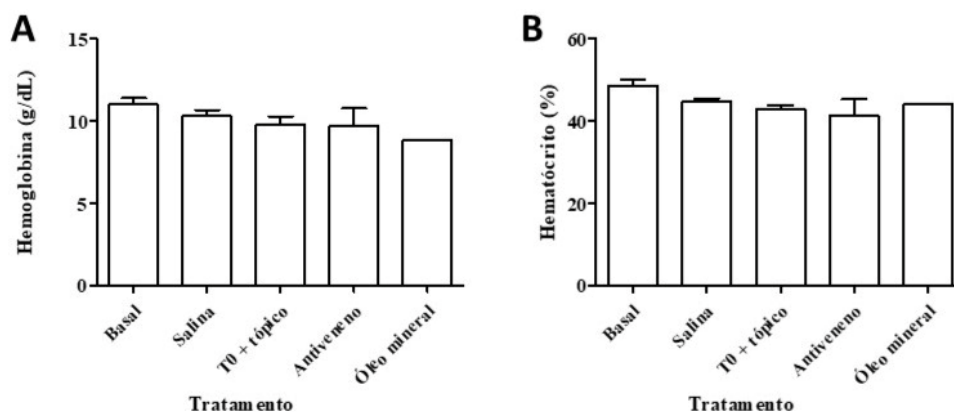 A
Hemoglobina (g/dL)
15
10
5
0
Basal
Salina
T0 + tópico
Antiveneno
Óleo mineral
Tratamento
B
Hematócrito (%)
60
40
20
0
Basal
Salina
T0 + tópico
Antiveneno
Óleo mineral
Tratamento